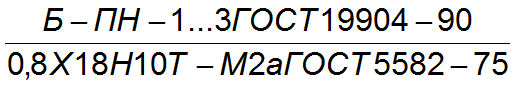 Б – ПН – 1...3ГОСТ19904 – 90
0,8Х18Н10Т – М2аГОСТ5582 – 75